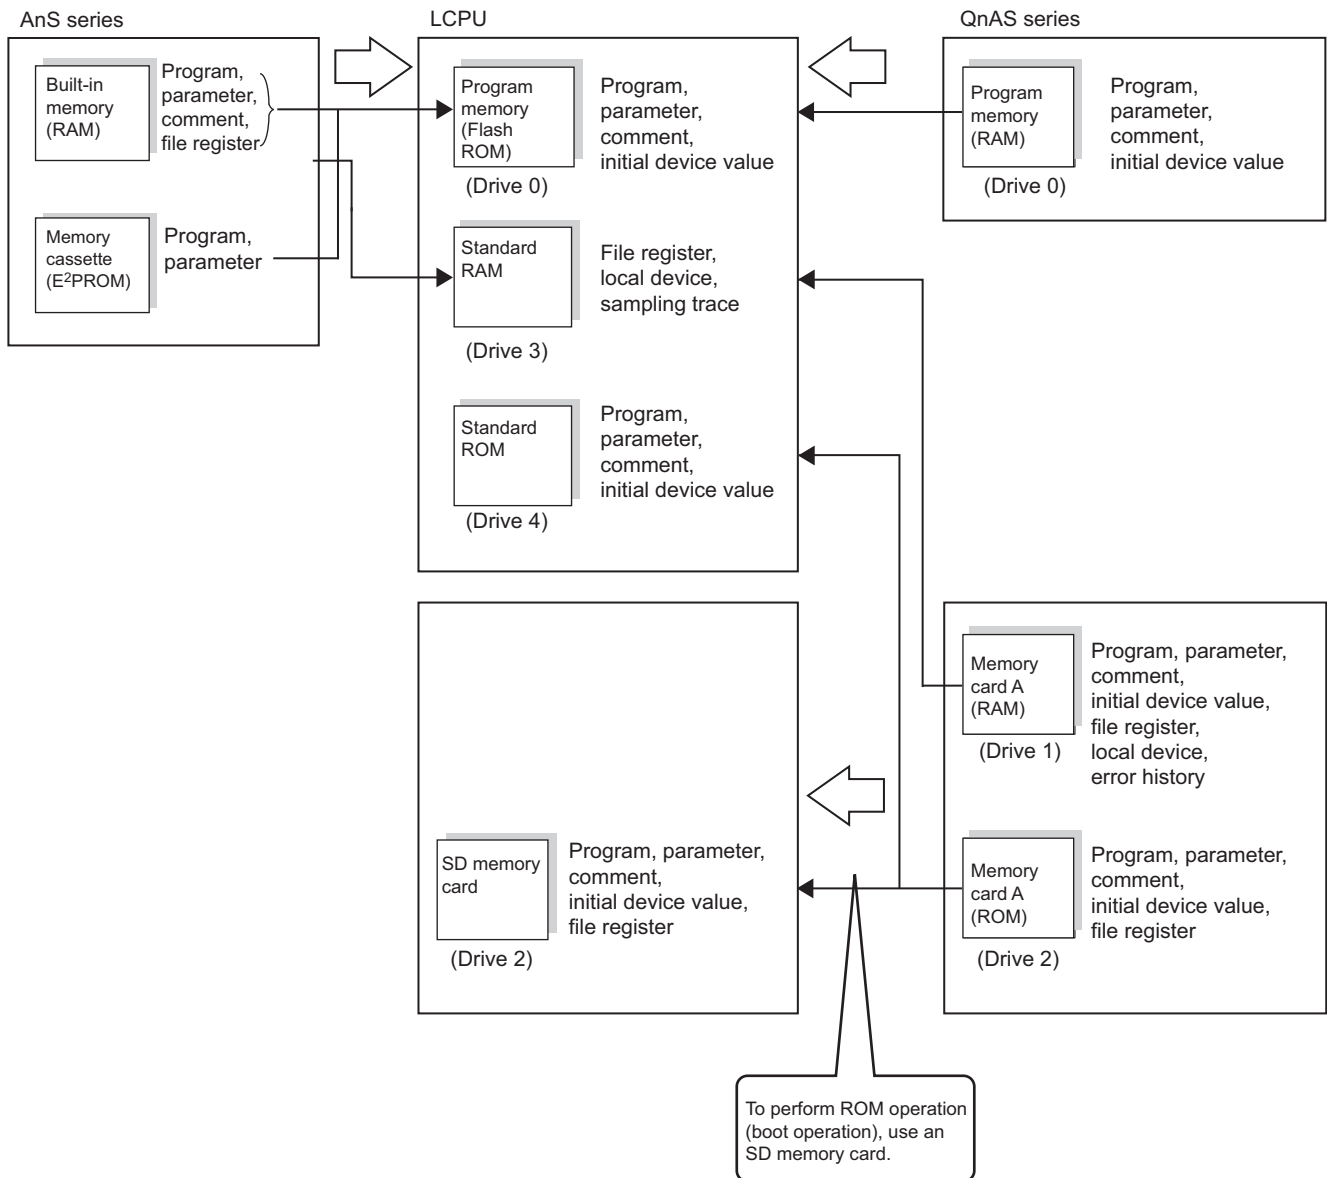 AnS series
Built-in
memory
(RAM)
Program,
parameter,
comment,
file register
Memory
cassette
(E²PROM)
Program,
parameter
LCPU
Program
memory
(Flash
ROM)
(Drive 0)
Program,
parameter,
comment,
initial device value
Standard
RAM
(Drive 3)
File register,
local device,
sampling trace
Standard
ROM
(Drive 4)
Program,
parameter,
comment,
initial device value
QnAS series
Program
memory
(RAM)
(Drive 0)
Program,
parameter,
comment,
initial device value
SD memory
card
(Drive 2)
Program, parameter,
comment,
initial device value,
file register
Memory
card A
(RAM)
(Drive 1)
Program, parameter,
comment,
initial device value,
file register,
local device,
error history
Memory
card A
(ROM)
(Drive 2)
Program, parameter,
comment,
initial device value,
file register
To perform ROM operation
(boot operation), use an
SD memory card.